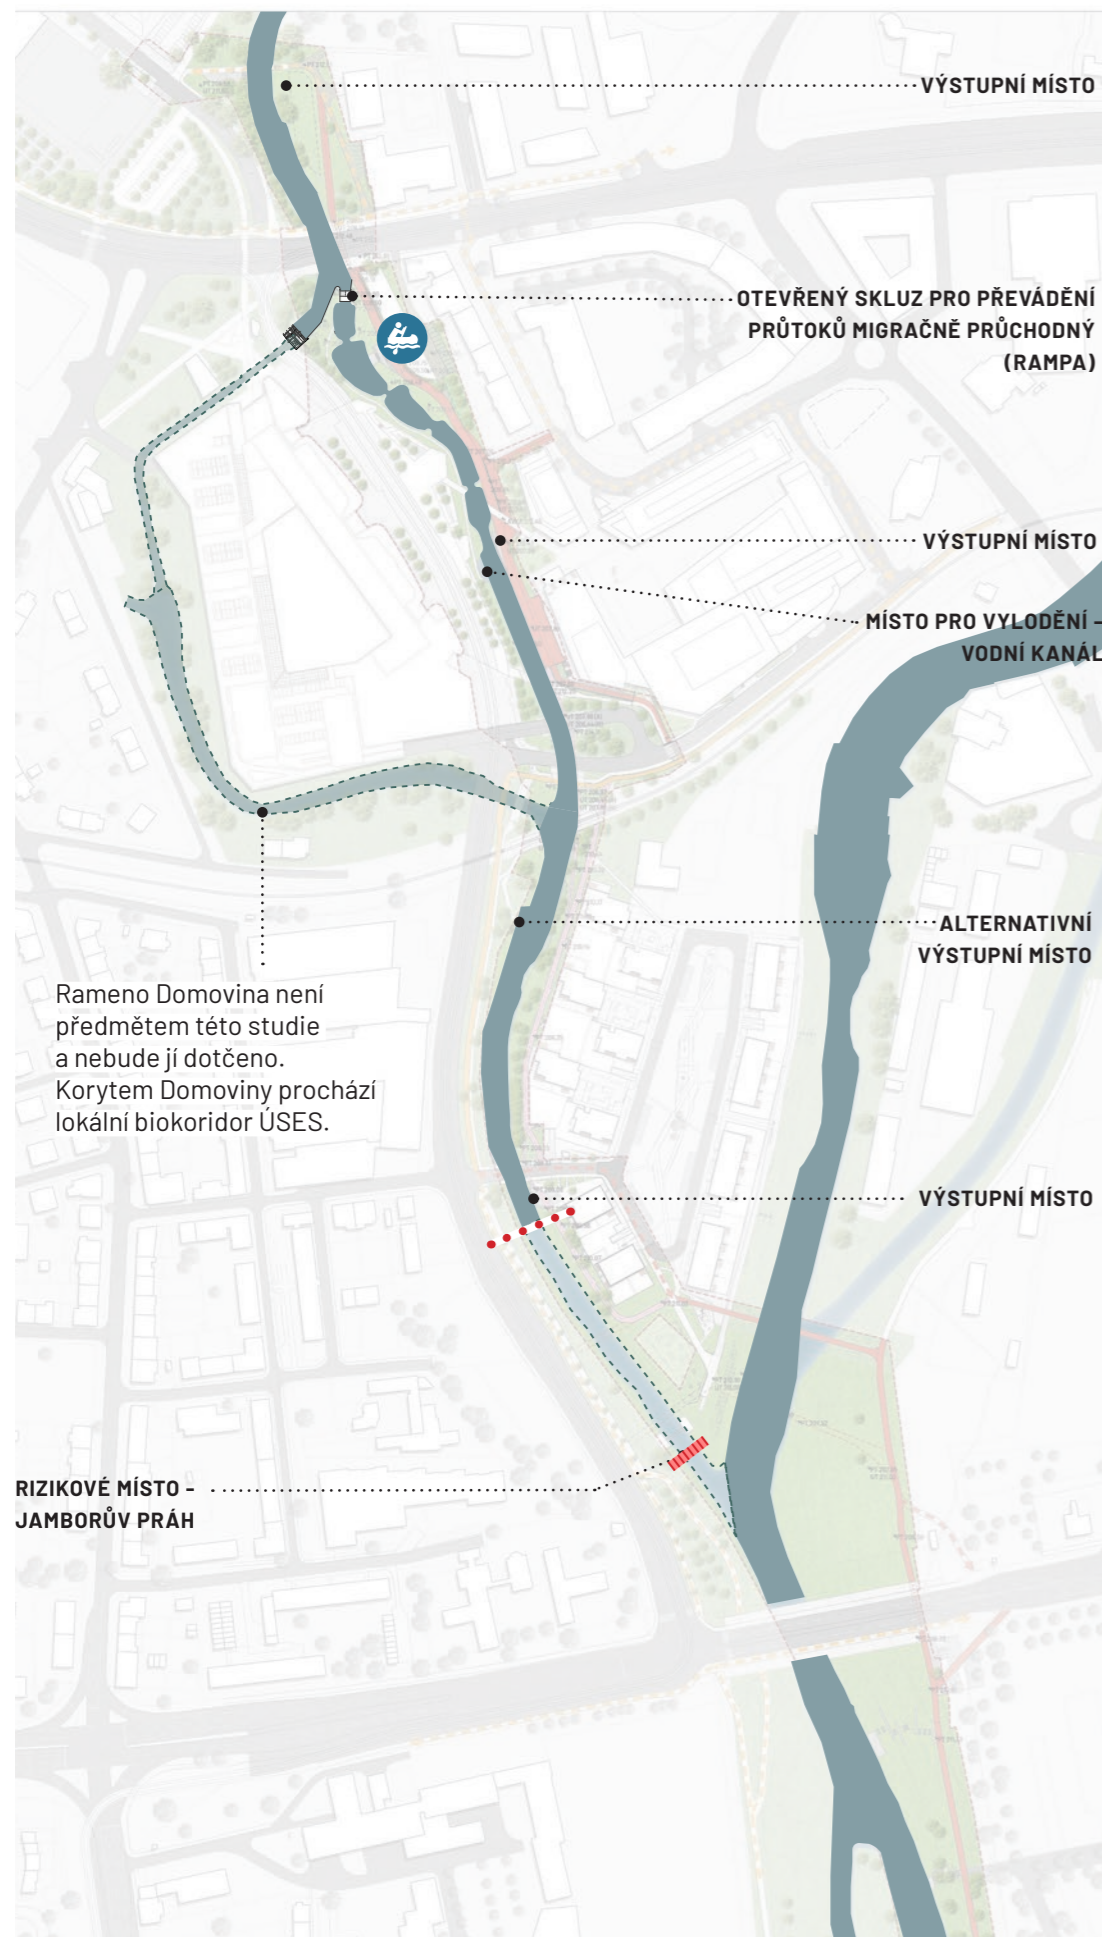 VÝSTUPNÍ MÍSTO
OTEVŘENÝ SKLUZ PRO PŘEVÁDĚNÍ
PRŮTOKŮ MIGRAČNĚ PRŮCHODNÝ
(RAMPA)
VÝSTUPNÍ MÍSTO
MÍSTO PRO VYLODĚNÍ -
VODNÍ KANÁL
ALTERNATIVNÍ
VÝSTUPNÍ MÍSTO
Rameno Domovina není
předmětem této studie
a nebude jí dotčeno.
Korytem Domoviny prochází
lokální biokoridor ÚSES.
VÝSTUPNÍ MÍSTO
RIZIKOVÉ MÍSTO -
JAMBORŮV PRÁH